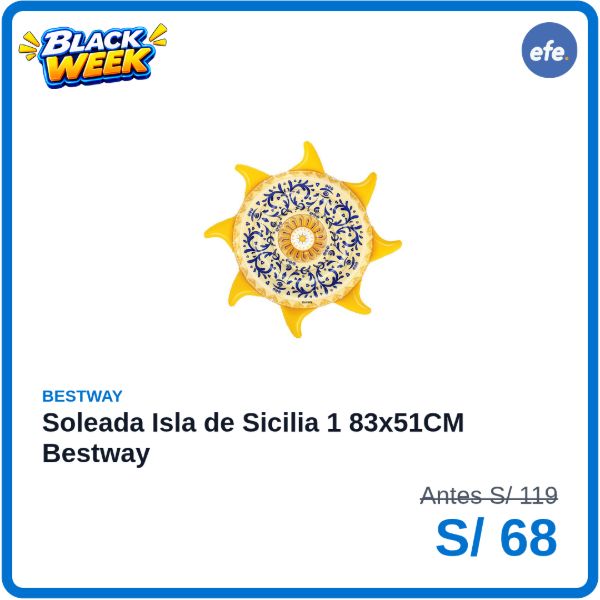 BLACK
WEEK
efe.
BESTWAY
Soleada Isla de Sicilia 1 83x51CM
Bestway
Antes S/ 119
S/ 68